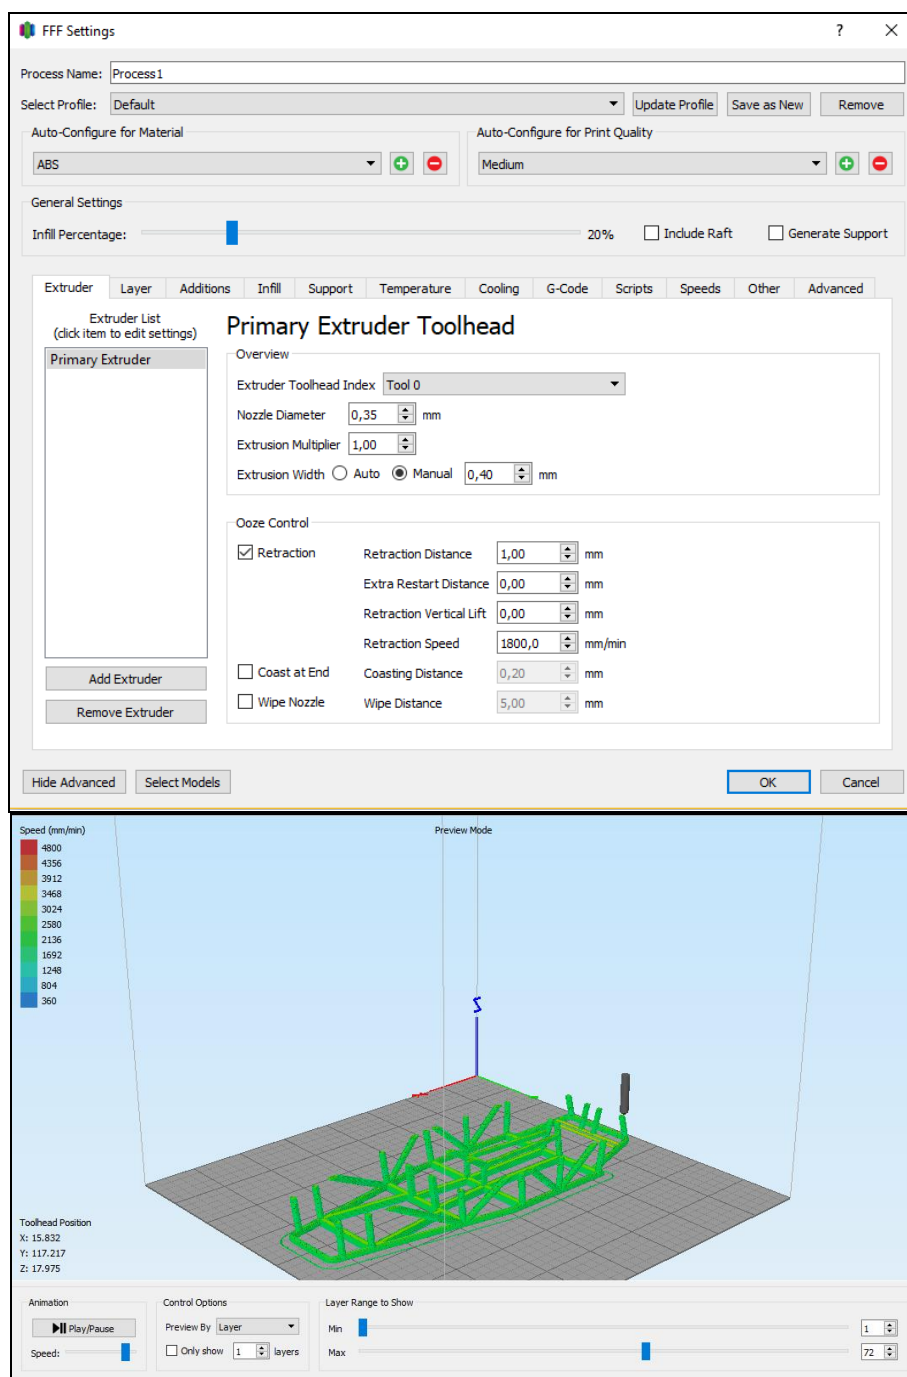 FFF Settings
Process Name: Process1
Select Profile: Default Update Profile Save as New Remove
Auto-Configure for Material Auto-Configure for Print Quality
ABS Medium
General Settings
Infill Percentage: 20% Include Raft Generate Support
Extruder Layer Additions Infill Support Temperature Cooling G-Code Scripts Speeds Other Advanced
Extruder List
(click item to edit settings)
Primary Extruder
Primary Extruder Toolhead
Overview
Extruder Toolhead Index Tool 0
Nozzle Diameter 0,35 mm
Extrusion Multiplier 1,00
Extrusion Width Auto Manual 0,40 mm
Ooze Control
Retraction Retraction Distance 1,00 mm
Extra Restart Distance 0,00 mm
Retraction Vertical Lift 0,00 mm
Retraction Speed 1800,0 mm/min
Coast at End Coasting Distance 0,20 mm
Wipe Nozzle Wipe Distance 5,00 mm
Add Extruder
Remove Extruder
Hide Advanced Select Models OK Cancel
Speed (mm/min)
Preview Mode
4800
4356
3912
3468
3024
2580
2136
1692
1248
804
360
Z
Toolhead Position
X: 15.832
Y: 117.217
Z: 17.975
Animation Control Options Layer Range to Show
Play/Pause Preview By Layer Min 1
Speed: Only show 1 layers Max 72